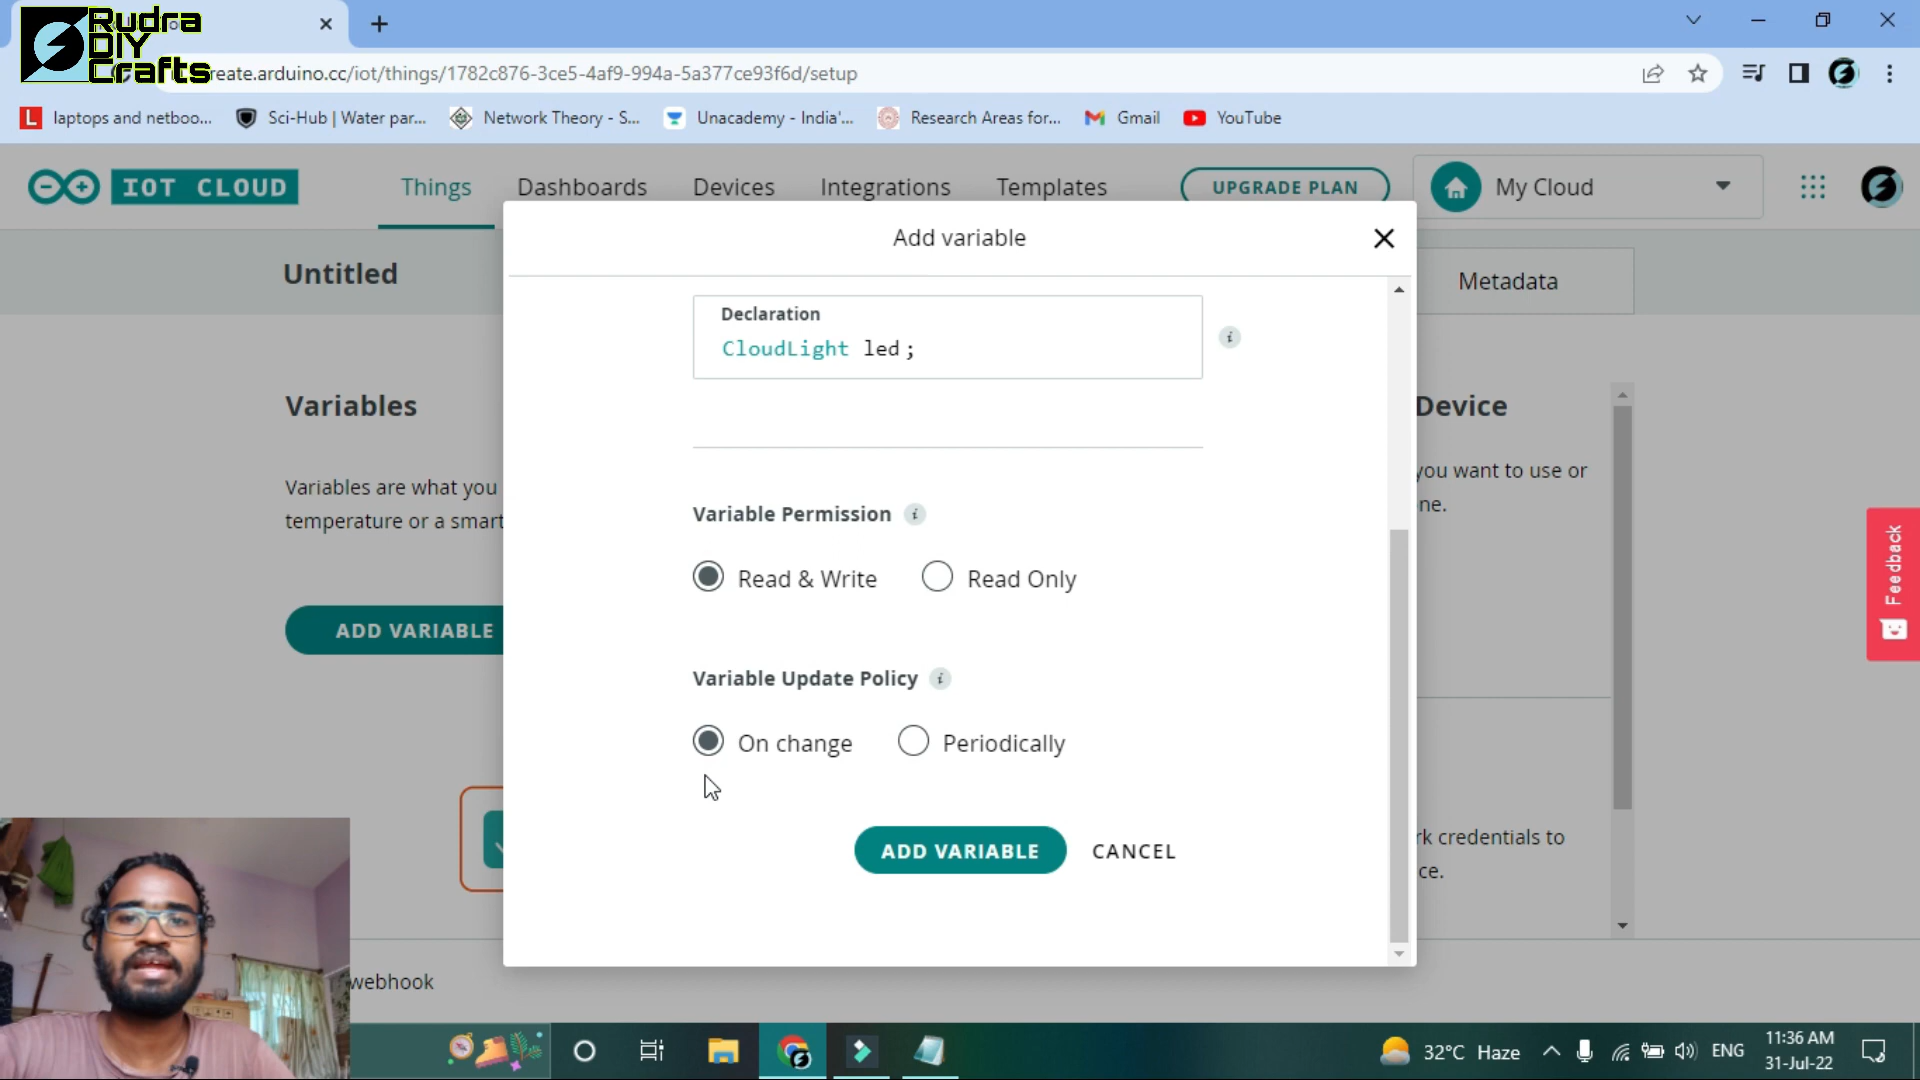 Rudra
DIY
Crafts
reate.arduino.cc/iot/things/1782c876-3ce5-4af9-994a-5a377ce93f6d/setup
laptops and netboo...
Sci-Hub | Water par...
Network Theory - S...
Unacademy - India'...
Research Areas for...
Gmail
YouTube
IOT CLOUD
Things
Dashboards
Devices
Integrations
Templates
UPGRADE PLAN
My Cloud
Add variable
Untitled
Metadata
Declaration
CloudLight led;
Variables
Device
Variables are what you
temperature or a smart
you want to use or
ne.
Variable Permission
Read & Write
Read Only
ADD VARIABLE
Feedback
Variable Update Policy
On change
Periodically
ADD VARIABLE
CANCEL
rk credentials to
ce.
webhook
32°C Haze
ENG
11:36 AM
31-Jul-22